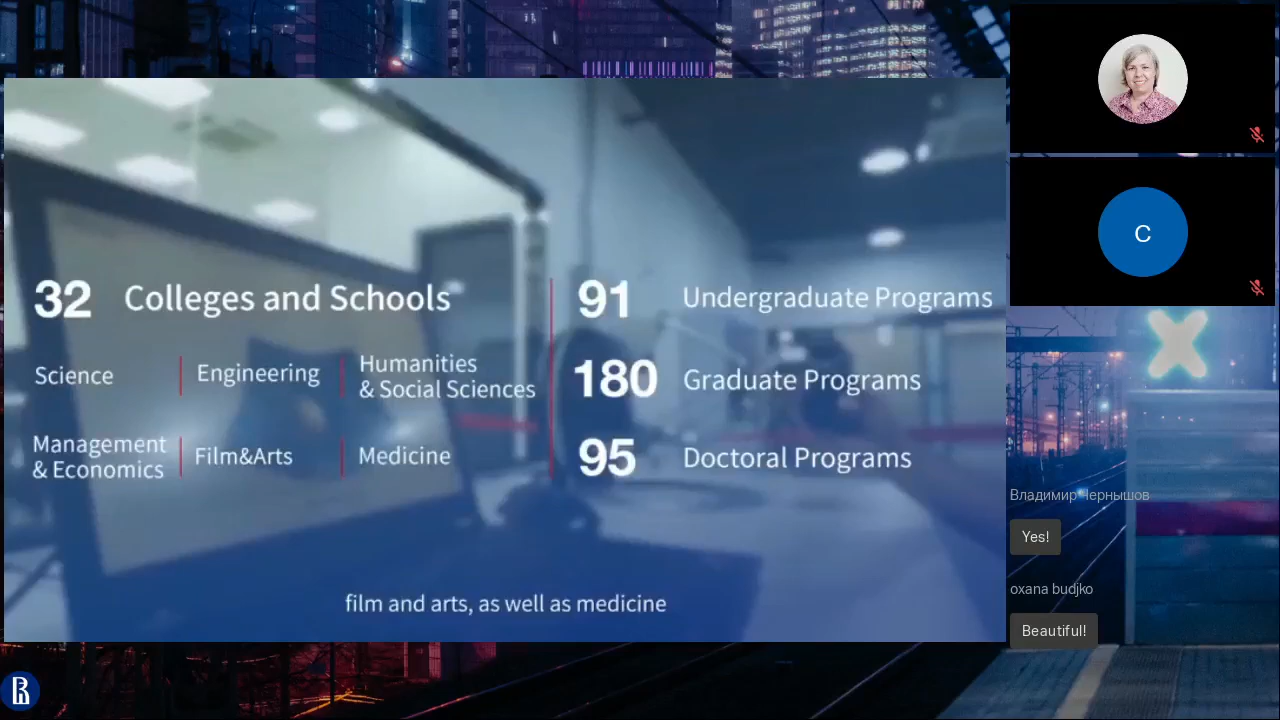 32 Colleges and Schools
Science
Engineering
Humanities
& Social Sciences
Management
& Economics
Film&Arts
Medicine
91 Undergraduate Programs
180 Graduate Programs
95 Doctoral Programs
film and arts, as well as medicine
C
Владимир Чернышов
Yes!
oxana budjko
Beautiful!